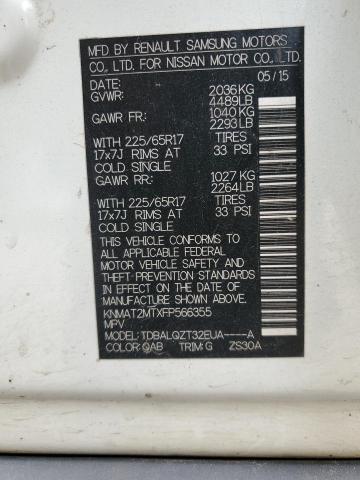 MFD BY RENAULT SAMSUNG MOTORS
CO., LTD. FOR NISSAN MOTOR CO., LTD.
DATE: 05/15
GVWR: 2036KG
4489LB
GAWR FR: 1040KG
2293LB
WITH 225/65R17 TIRES
17x7J RIMS AT 33 PSI
COLD SINGLE
GAWR RR: 1027KG
2264LB
WITH 225/65R17 TIRES
17x7J RIMS AT 33 PSI
COLD SINGLE
THIS VEHICLE CONFORMS TO
ALL APPLICABLE FEDERAL
MOTOR VEHICLE SAFETY AND
THEFT PREVENTION STANDARDS
IN EFFECT ON THE DATE OF
MANUFACTURE SHOWN ABOVE.
KNMAT2MTXFP566355
MPV
MODEL: TDBALQZT32EUA----A
COLOR: QAB TRIM: G ZS30A